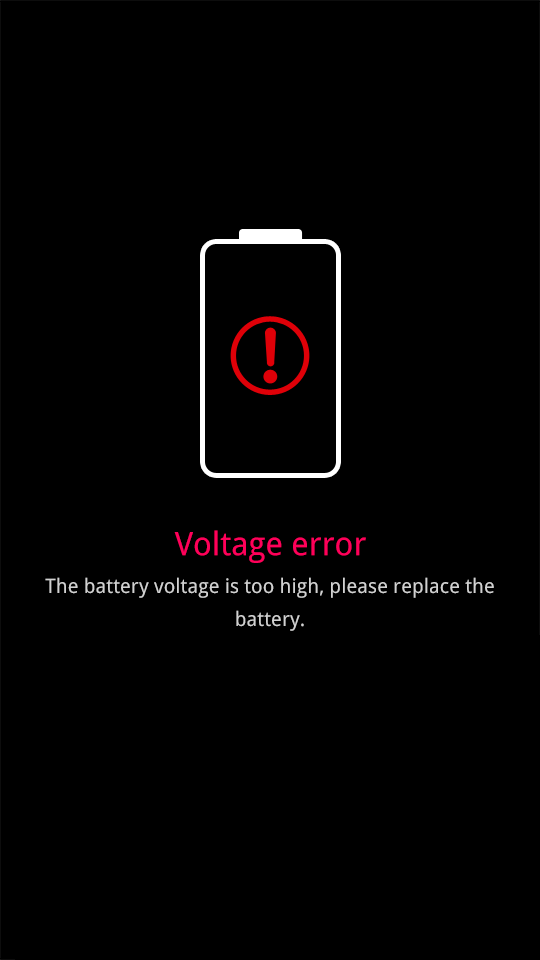 Voltage error
The battery voltage is too high, please replace the
battery.